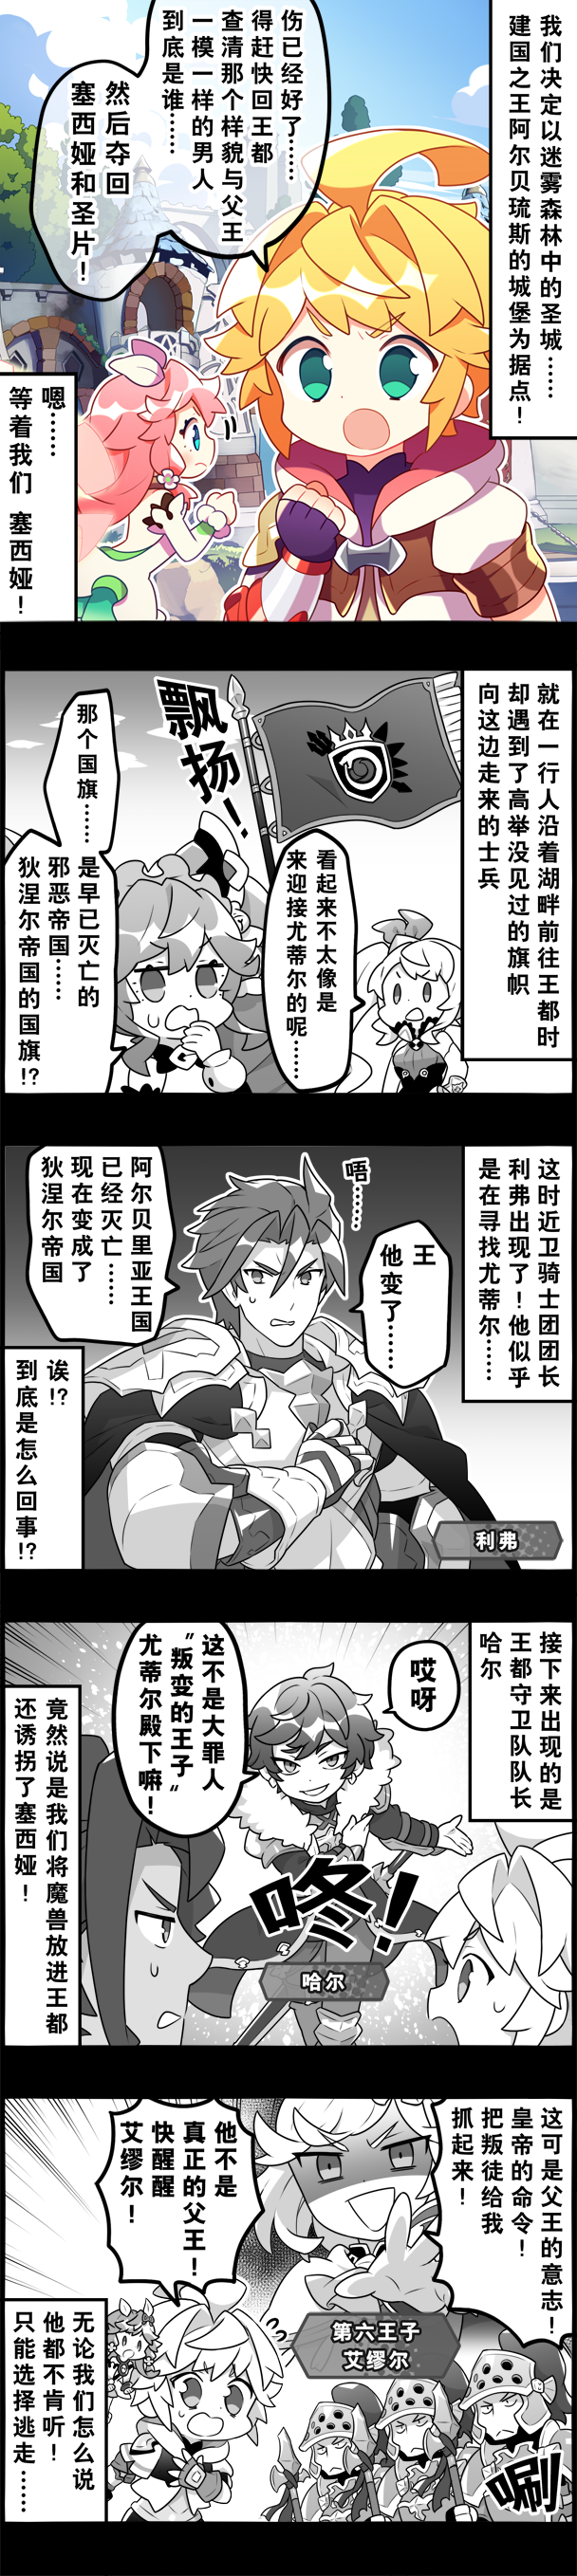 我们决定以迷雾森林中的圣城……
建国之王阿尔贝琉斯的城堡为据点！
伤已经好了……
得赶快回王都
查清那个样貌与父王
一模一样的男人
到底是谁……
然后夺回
塞西娅和圣片！
嗯……
等着我们 塞西娅！
就在一行人沿着湖畔前往王都时
却遇到了高举没见过的旗帜
向这边走来的士兵
飘扬！
看起来不太像是
来迎接尤蒂尔的呢……
那个国旗……
是早已灭亡的
邪恶帝国……
狄涅尔帝国的国旗!?
这时近卫骑士团团长
利弗出现了！他似乎
是在寻找尤蒂尔……
唔……
王
他变了……
阿尔贝里亚王国
已经灭亡……
现在变成了
狄涅尔帝国
诶!?
到底是怎么回事!?
利弗
接下来出现的是
王都守卫队队长
哈尔
哎呀
这不是大罪人
“叛变的王子”
尤蒂尔殿下嘛！
咚！
哈尔
竟然说是我们将魔兽放进王都
还诱拐了塞西娅！
这可是父王的意志！
皇帝的命令！
把叛徒给我
抓起来！
他不是
真正的父王！
快醒醒
艾缪尔！
第六王子
艾缪尔
唰
无论我们怎么说
他都不肯听！
只能选择逃走……